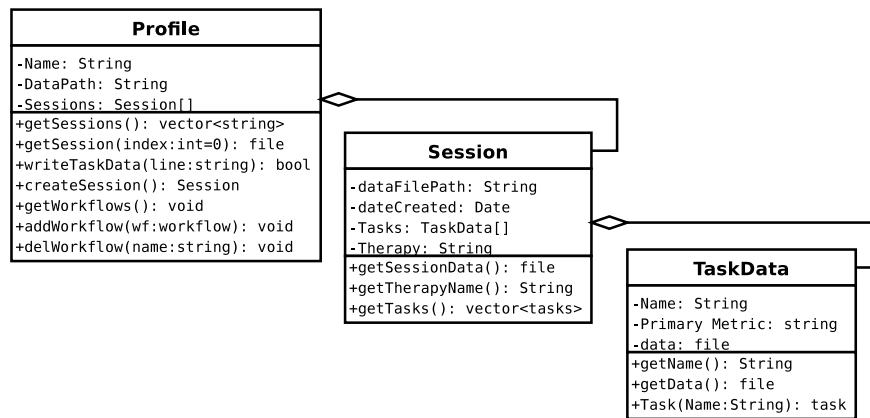 Profile
-Name: String
-DataPath: String
-Sessions: Session[]
+getSessions(): vector<string>
+getSession(index:int=0): file
+writeTaskData(line:string): bool
+createSession(): Session
+getWorkflows(): void
+addWorkflow(wf:workflow): void
+delWorkflow(name:string): void
Session
-dataFilePath: String
-dateCreated: Date
-Tasks: TaskData[]
-Therapy: String
+getSessionData(): file
+getTherapyName(): String
+getTasks(): vector<tasks>
TaskData
-Name: String
-Primary Metric: string
-data: file
+getName(): String
+getData(): file
+Task(Name:String): task